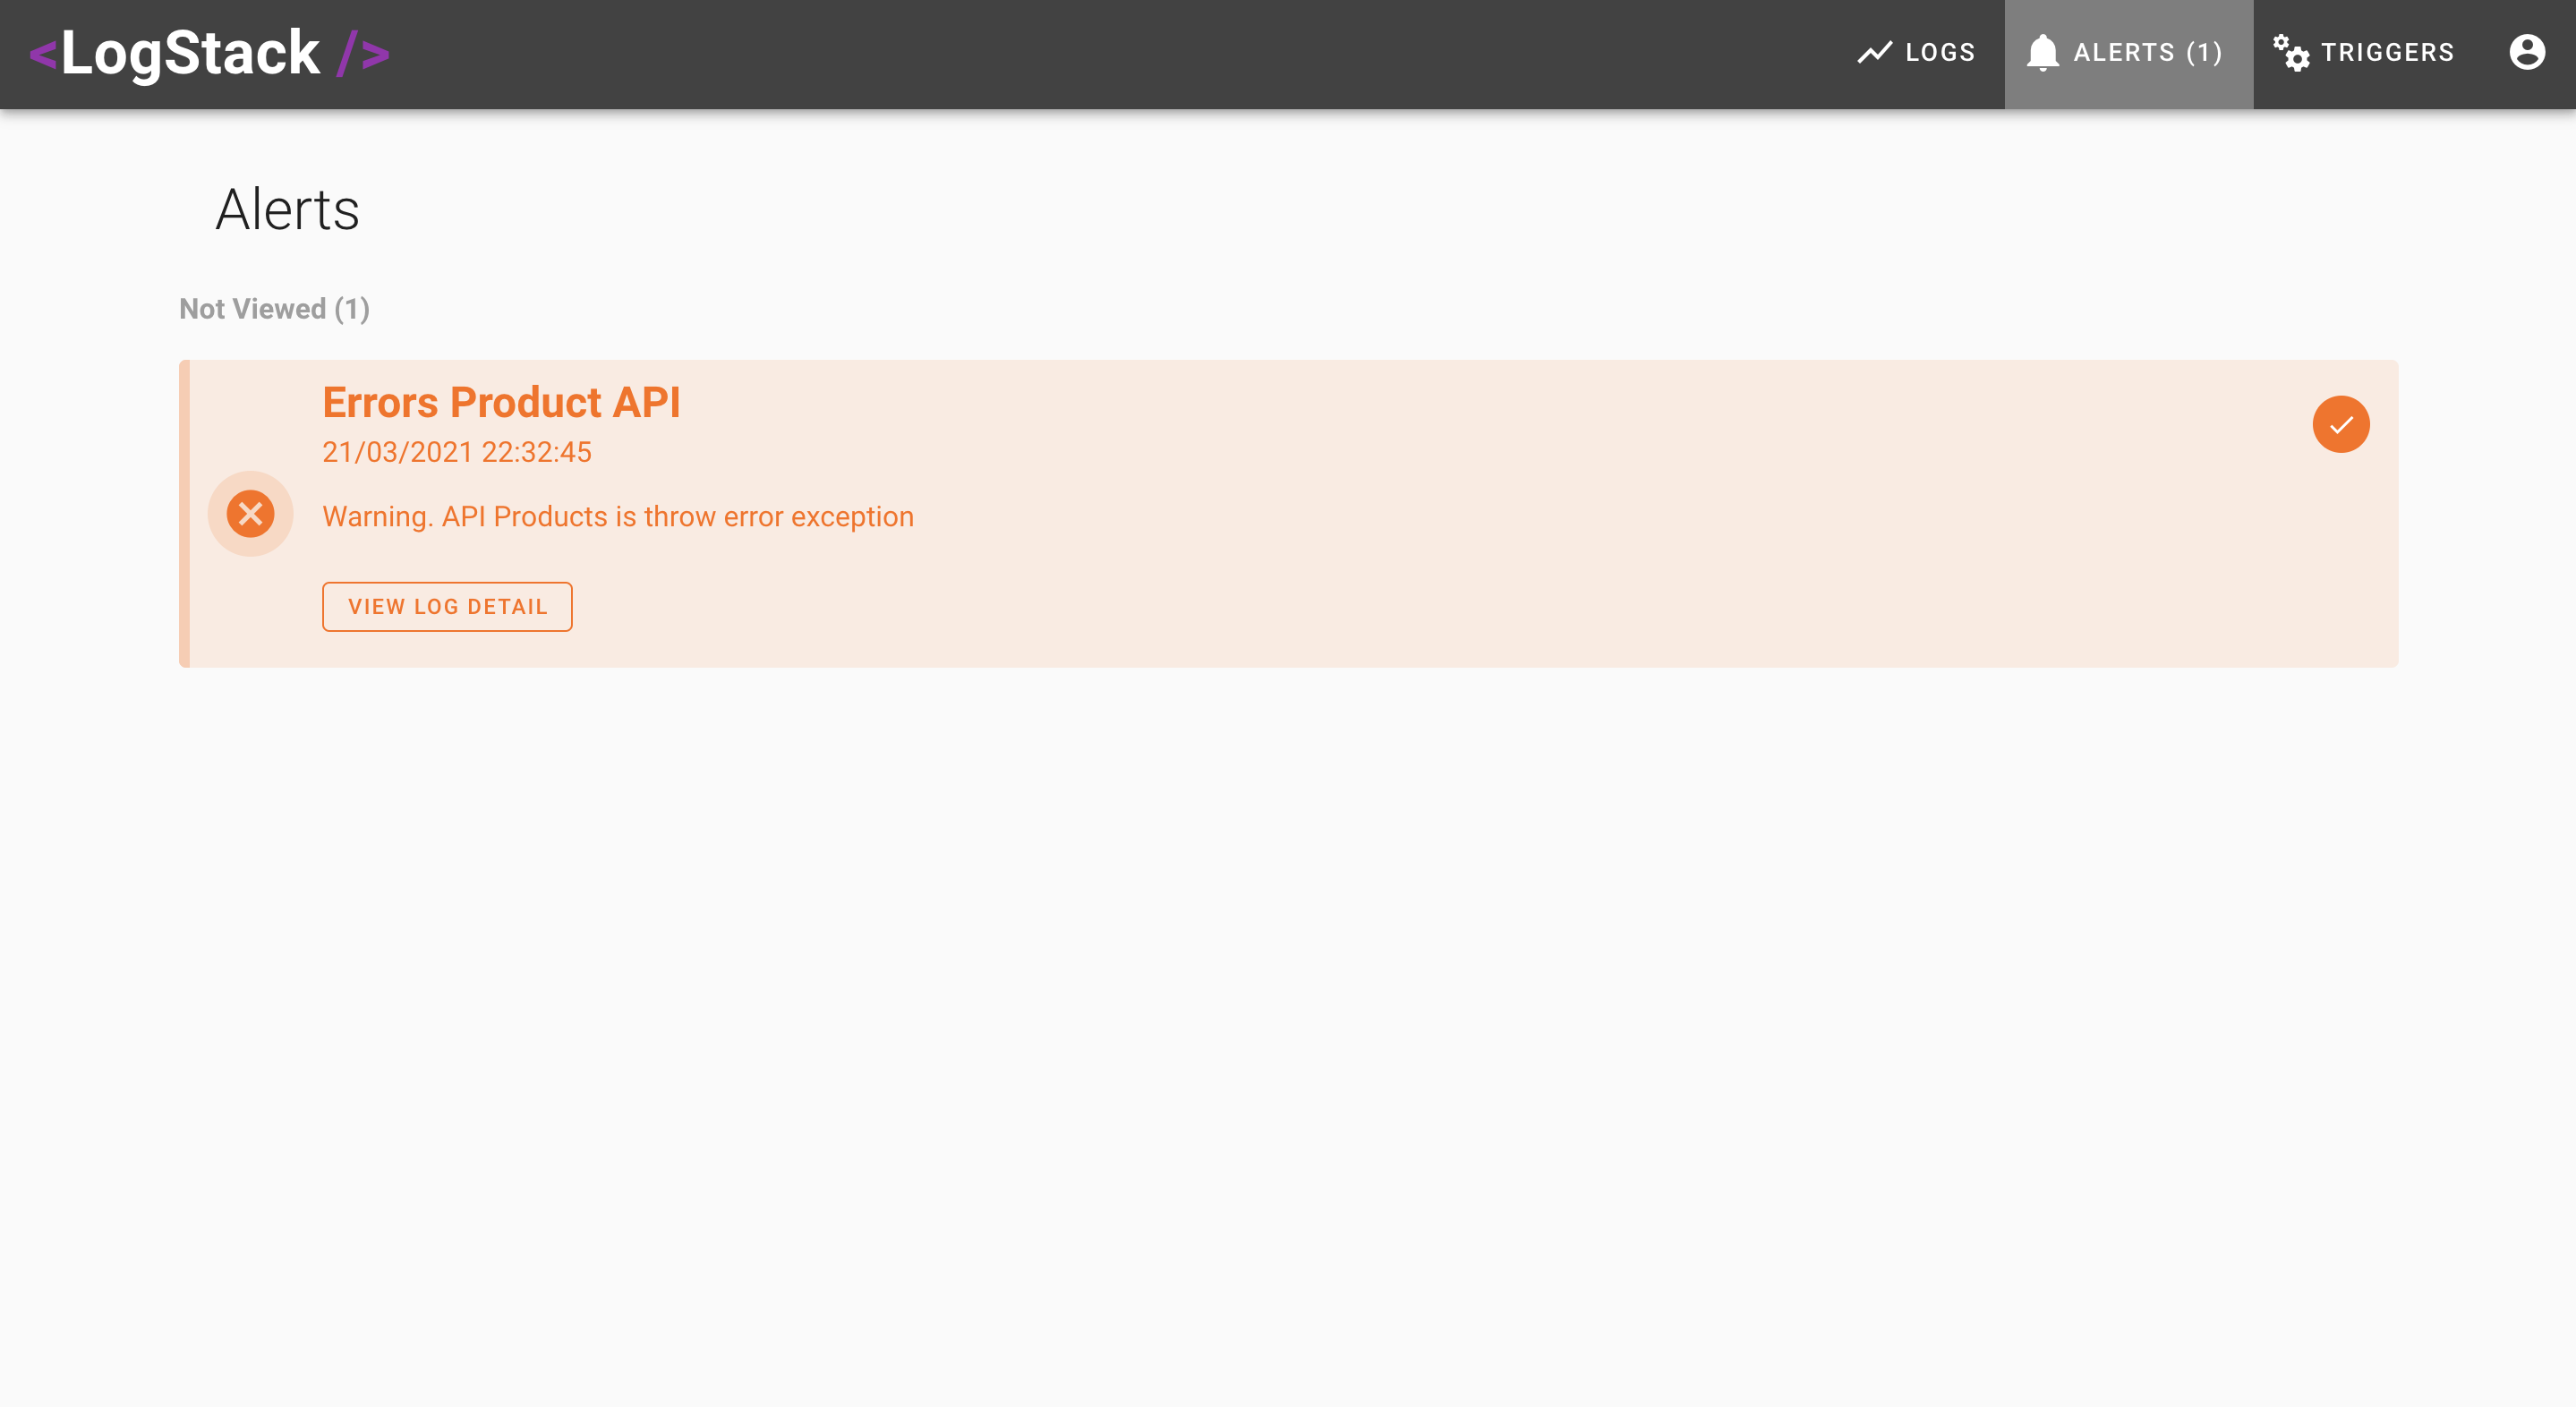 <LogStack />
LOGS
ALERTS (1)
TRIGGERS
Alerts
Not Viewed (1)
Errors Product API
21/03/2021 22:32:45
Warning. API Products is throw error exception
VIEW LOG DETAIL